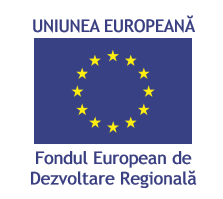 UNIUNEA EUROPEANĂ
Fondul European de
Dezvoltare Regională